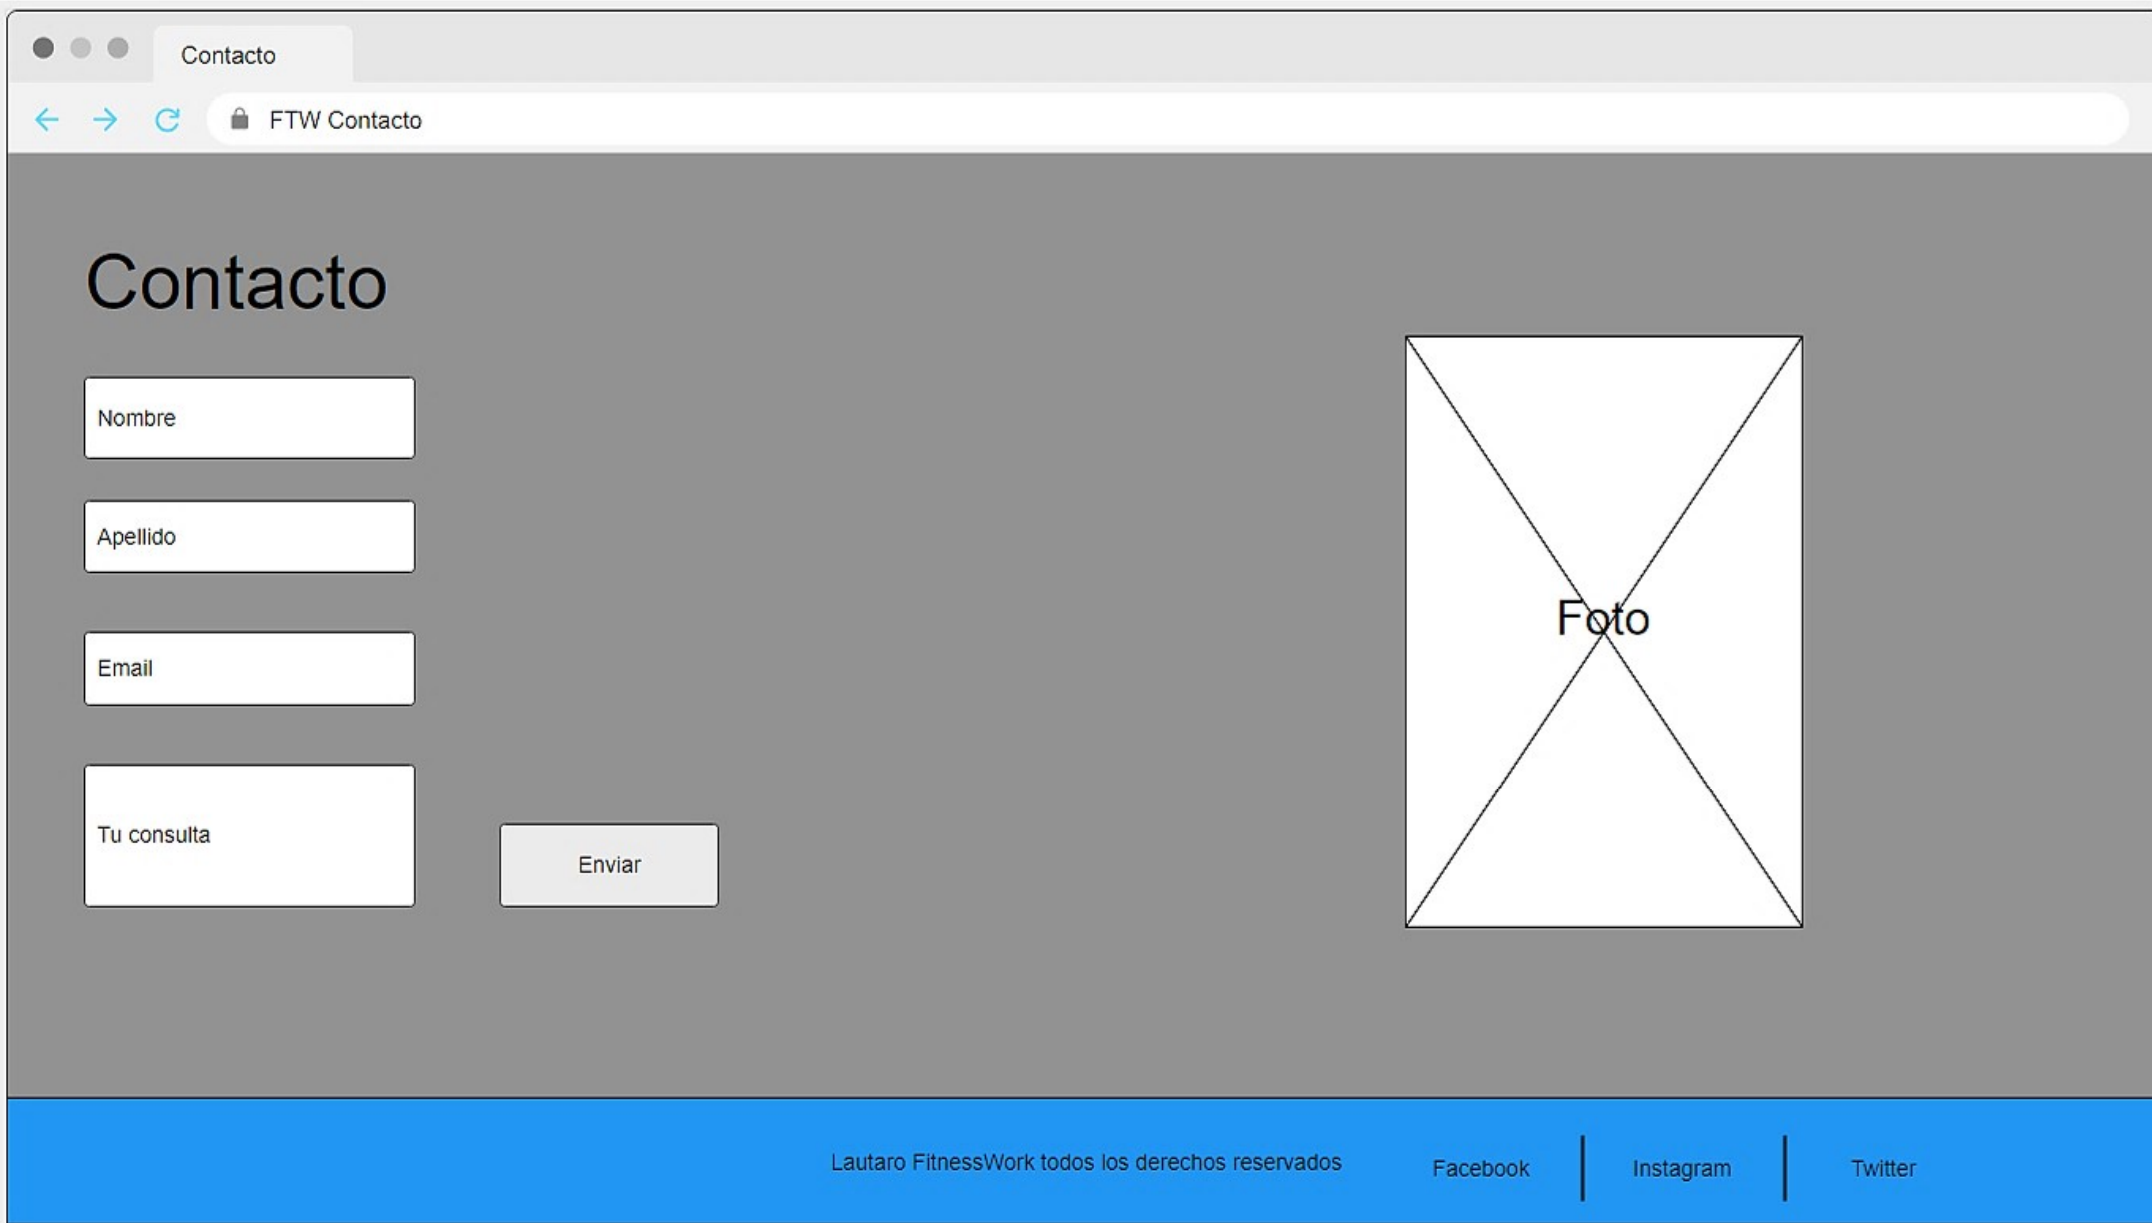 Contacto
FTW Contacto
Contacto
Nombre
Apellido
Email
Tu consulta
Enviar
Foto
Lautaro FitnessWork todos los derechos reservados
Facebook
Instagram
Twitter